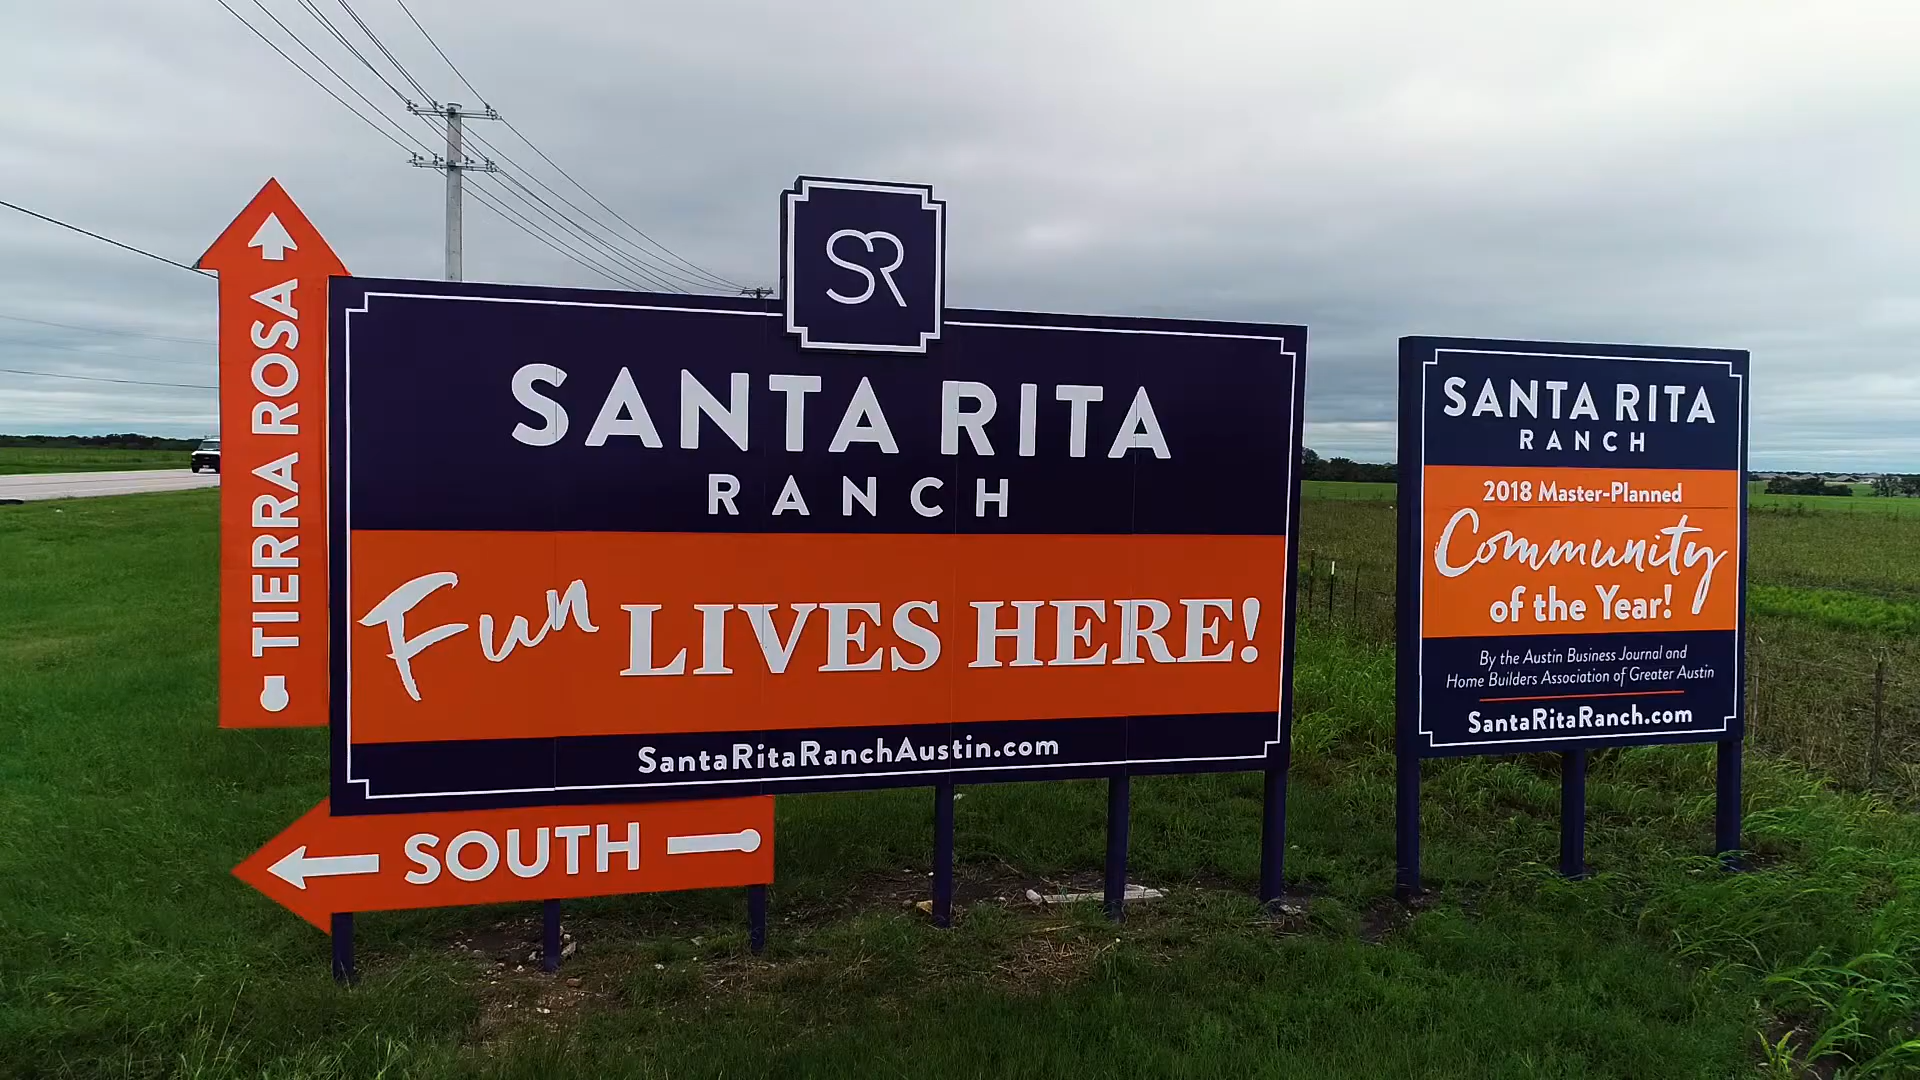 TIERRA ROSA
SR
SANTA RITA
RANCH
Fun LIVES HERE!
SantaRitaRanchAustin.com
SOUTH
SANTA RITA
RANCH
2018 Master-Planned
Community
of the Year!
By the Austin Business Journal and
Home Builders Association of Greater Austin
SantaRitaRanch.com